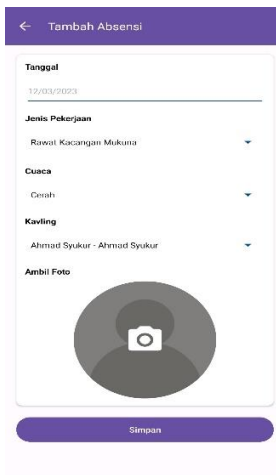 Tambah Absensi
Tanggal
12/03/2023
Jenis Pekerjaan
Rawat Kacangan Mukuna
Cuaca
Cerah
Kavling
Ahmad Syukur - Ahmad Syukur
Ambil Foto
Simpan